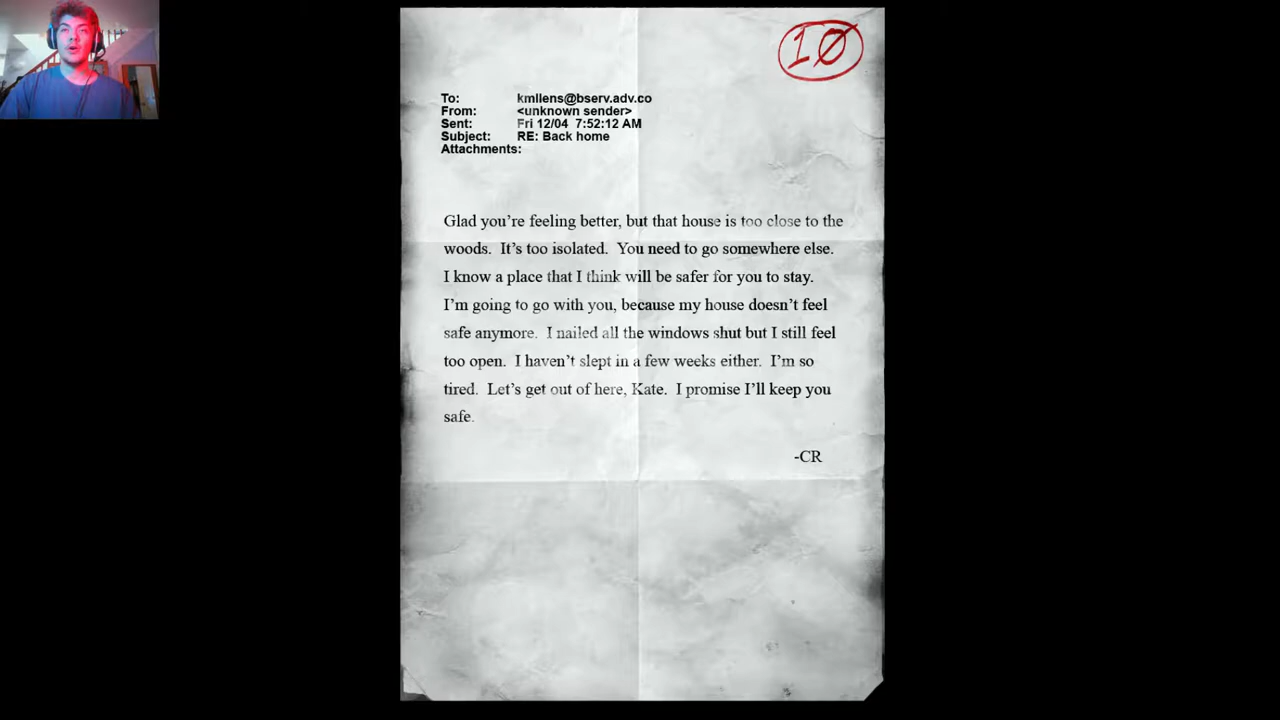 10
To: kmllens@bserv.adv.co
From: <unknown sender>
Sent: Fri 12/04  7:52:12 AM
Subject: RE: Back home
Attachments:
Glad you're feeling better, but that house is too close to the
woods.  It's too isolated.  You need to go somewhere else.
I know a place that I think will be safer for you to stay.
I'm going to go with you, because my house doesn't feel
safe anymore.  I nailed all the windows shut but I still feel
too open.  I haven't slept in a few weeks either.  I'm so
tired.  Let's get out of here, Kate.  I promise I'll keep you
safe.
-CR